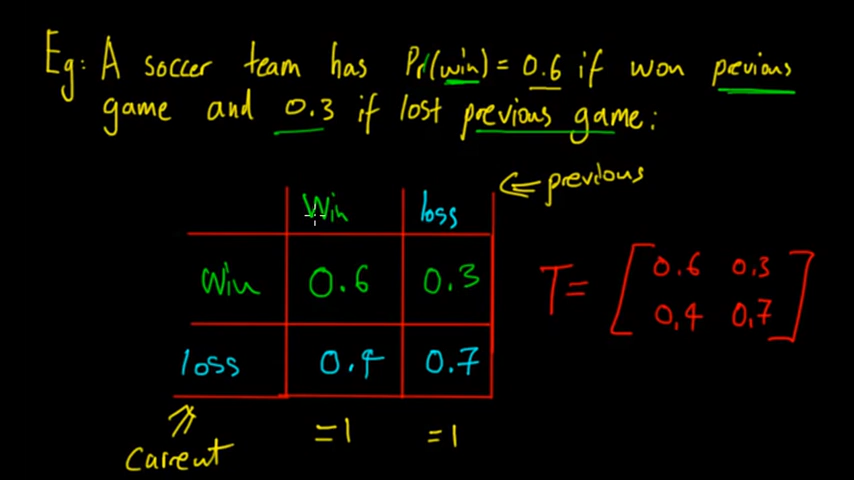 Eg: A soccer team has Pr(win) = 0.6 if won previous
game and 0.3 if lost previous game:
← previous
Win loss
Win 0.6 0.3
loss 0.4 0.7
T = [ 0.6 0.3
0.4 0.7 ]
current
=1 =1